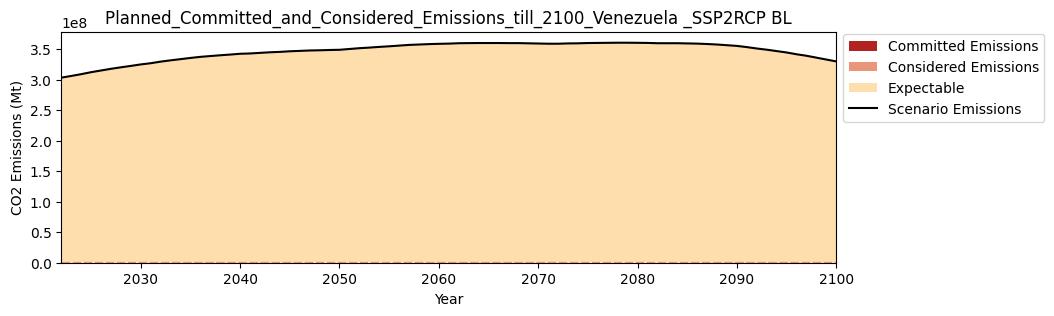 Planned_Committed_and_Considered_Emissions_till_2100_Venezuela _SSP2RCP BL
1e8
3.5
3.0
2.5
2.0
1.5
1.0
0.5
0.0
CO2 Emissions (Mt)
2030 2040 2050 2060 2070 2080 2090 2100
Year
Committed Emissions
Considered Emissions
Expectable
Scenario Emissions